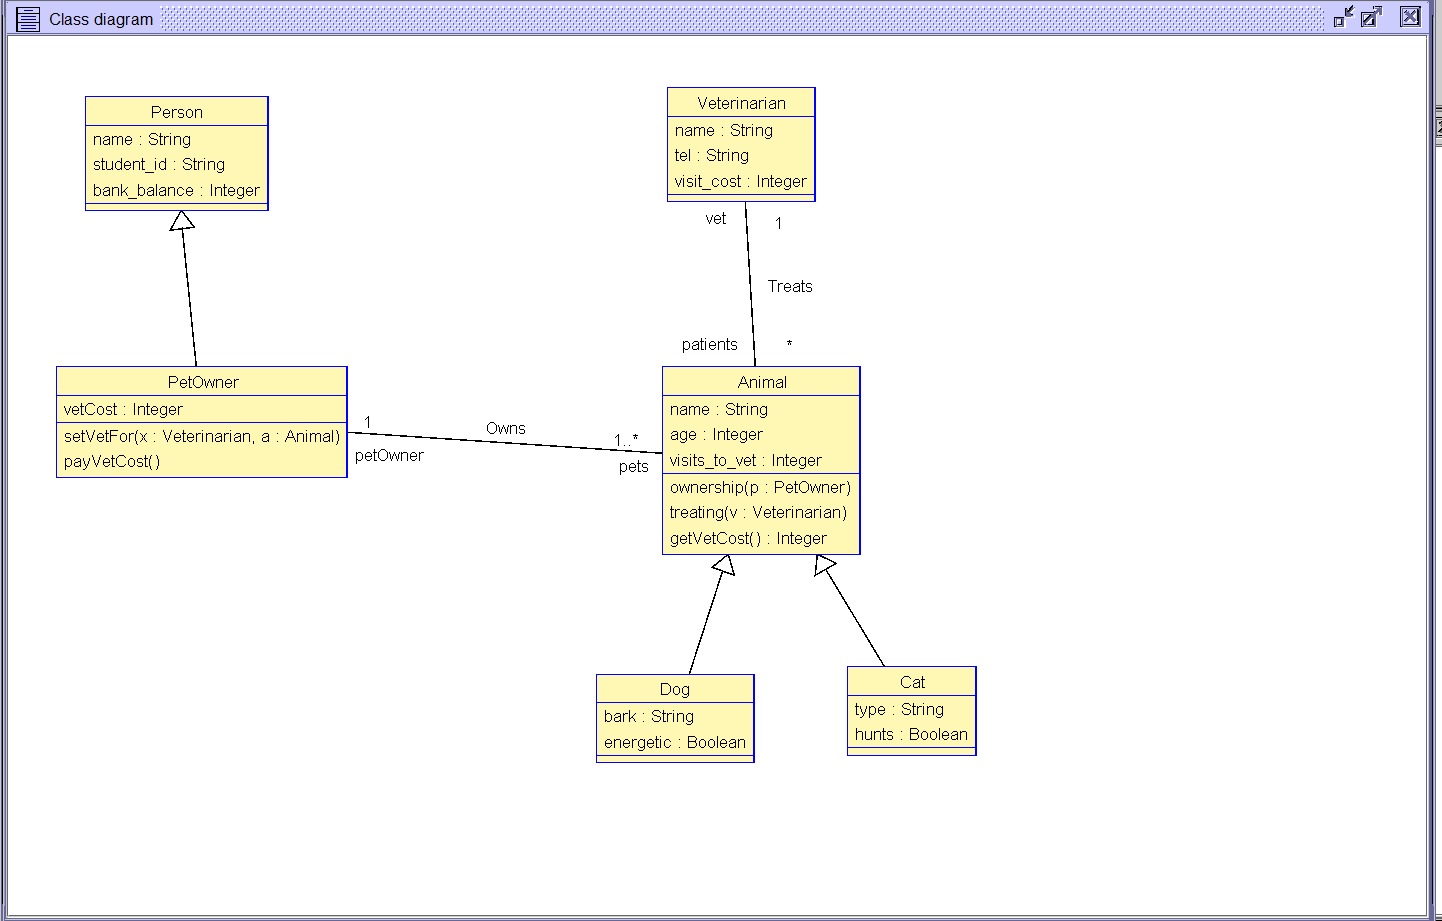 Class diagram
Person
name : String
student_id : String
bank_balance : Integer
Veterinarian
name : String
tel : String
visit_cost : Integer
vet
1
Treats
patients
*
PetOwner
vetCost : Integer
setVetFor(x : Veterinarian, a : Animal)
payVetCost()
1
petOwner
Owns
1..*
pets
Animal
name : String
age : Integer
visits_to_vet : Integer
ownership(p : PetOwner)
treating(v : Veterinarian)
getVetCost() : Integer
Dog
bark : String
energetic : Boolean
Cat
type : String
hunts : Boolean